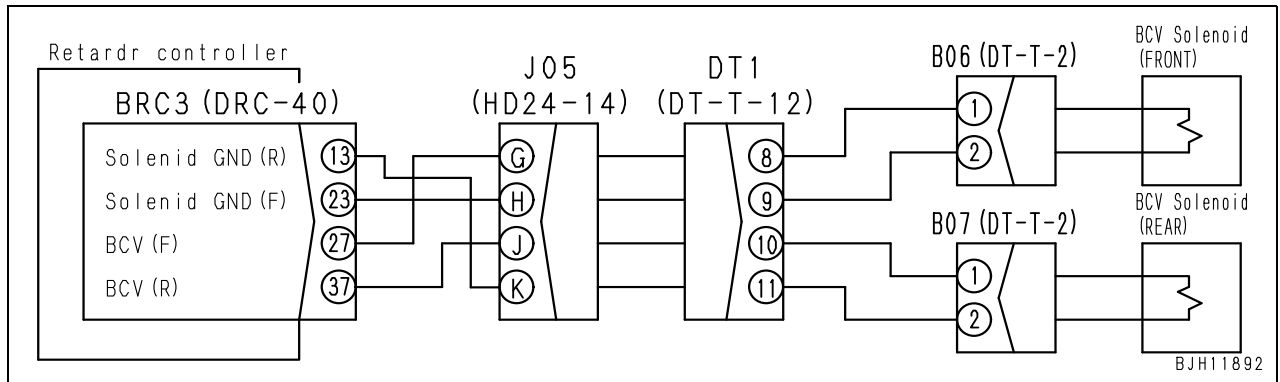 Retardr controller
BRC3 (DRC-40)
Solenid GND (R)
13
Solenid GND (F)
23
BCV (F)
27
BCV (R)
37
J05
(HD24-14)
G
H
J
K
DT1
(DT-T-12)
8
9
10
11
B06 (DT-T-2)
1
2
BCV Solenoid
(FRONT)
B07 (DT-T-2)
1
2
BCV Solenoid
(REAR)
BJH11892